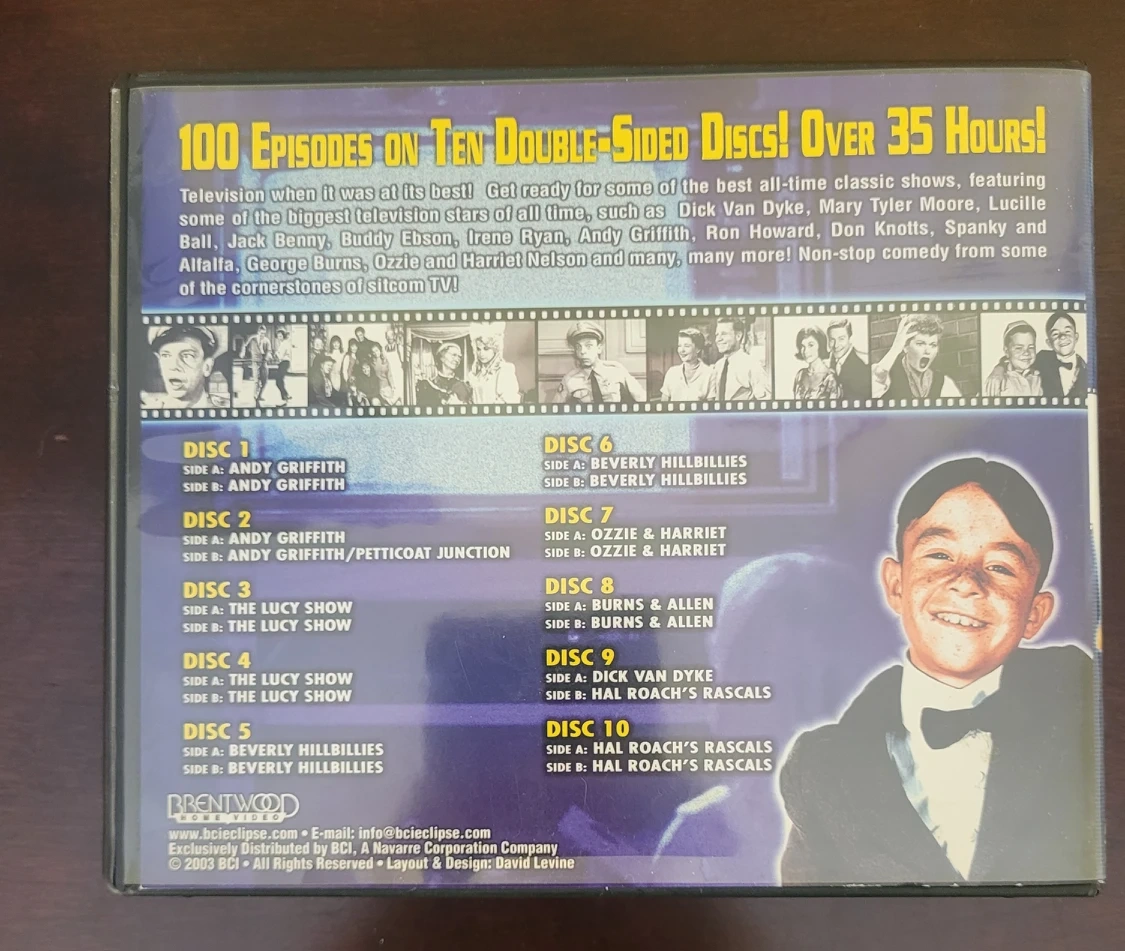 100 Episodes on Ten Double-Sided Discs! Over 35 Hours!
Television when it was at its best! Get ready for some of the best all-time classic shows, featuring
some of the biggest television stars of all time, such as Dick Van Dyke, Mary Tyler Moore, Lucille
Ball, Jack Benny, Buddy Ebson, Irene Ryan, Andy Griffith, Ron Howard, Don Knotts, Spanky and
Alfalfa, George Burns, Ozzie and Harriet Nelson and many, many more! Non-stop comedy from some
of the cornerstones of sitcom TV!
DISC 1
SIDE A: ANDY GRIFFITH
SIDE B: ANDY GRIFFITH
DISC 2
SIDE A: ANDY GRIFFITH
SIDE B: ANDY GRIFFITH/PETTICOAT JUNCTION
DISC 3
SIDE A: THE LUCY SHOW
SIDE B: THE LUCY SHOW
DISC 4
SIDE A: THE LUCY SHOW
SIDE B: THE LUCY SHOW
DISC 5
SIDE A: BEVERLY HILLBILLIES
SIDE B: BEVERLY HILLBILLIES
DISC 6
SIDE A: BEVERLY HILLBILLIES
SIDE B: BEVERLY HILLBILLIES
DISC 7
SIDE A: OZZIE & HARRIET
SIDE B: OZZIE & HARRIET
DISC 8
SIDE A: BURNS & ALLEN
SIDE B: BURNS & ALLEN
DISC 9
SIDE A: DICK VAN DYKE
SIDE B: HAL ROACH'S RASCALS
DISC 10
SIDE A: HAL ROACH'S RASCALS
SIDE B: HAL ROACH'S RASCALS
BRENTWOOD
HOME VIDEO
www.bcieclipse.com • E-mail: info@bcieclipse.com
Exclusively Distributed by BCI, A Navarre Corporation Company
© 2003 BCI • All Rights Reserved • Layout & Design: David Levine